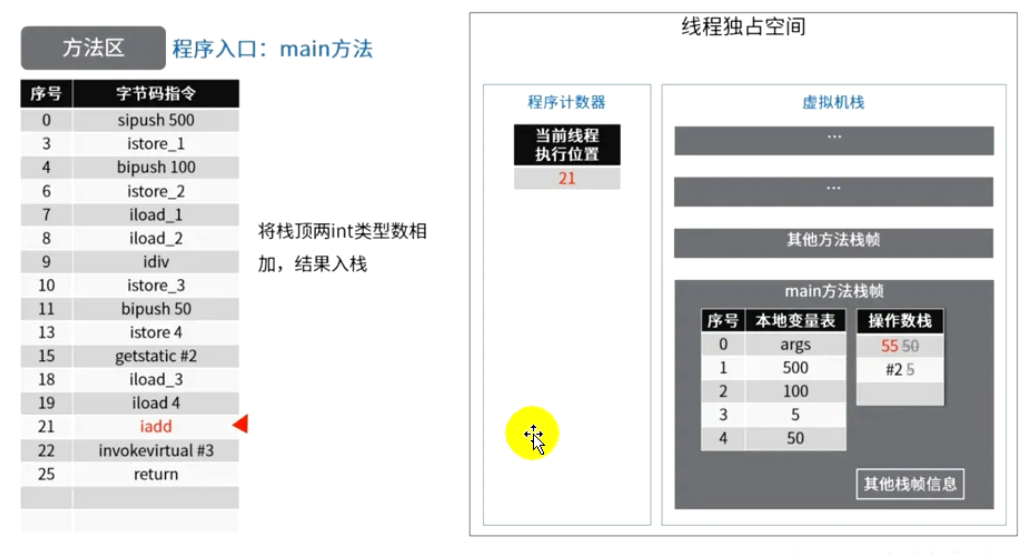 方法区
程序入口：main方法
序号 字节码指令
0 sipush 500
3 istore_1
4 bipush 100
6 istore_2
7 iload_1
8 iload_2
9 idiv
10 istore_3
11 bipush 50
13 istore 4
15 getstatic #2
18 iload_3
19 iload 4
21 iadd
22 invokevirtual #3
25 return
将栈顶两int类型数相
加，结果入栈
线程独占空间
程序计数器
当前线程
执行位置
21
虚拟机栈
...
...
其他方法栈帧
main方法栈帧
序号 本地变量表
0 args
1 500
2 100
3 5
4 50
操作数栈
55 50
#2 5
其他栈帧信息